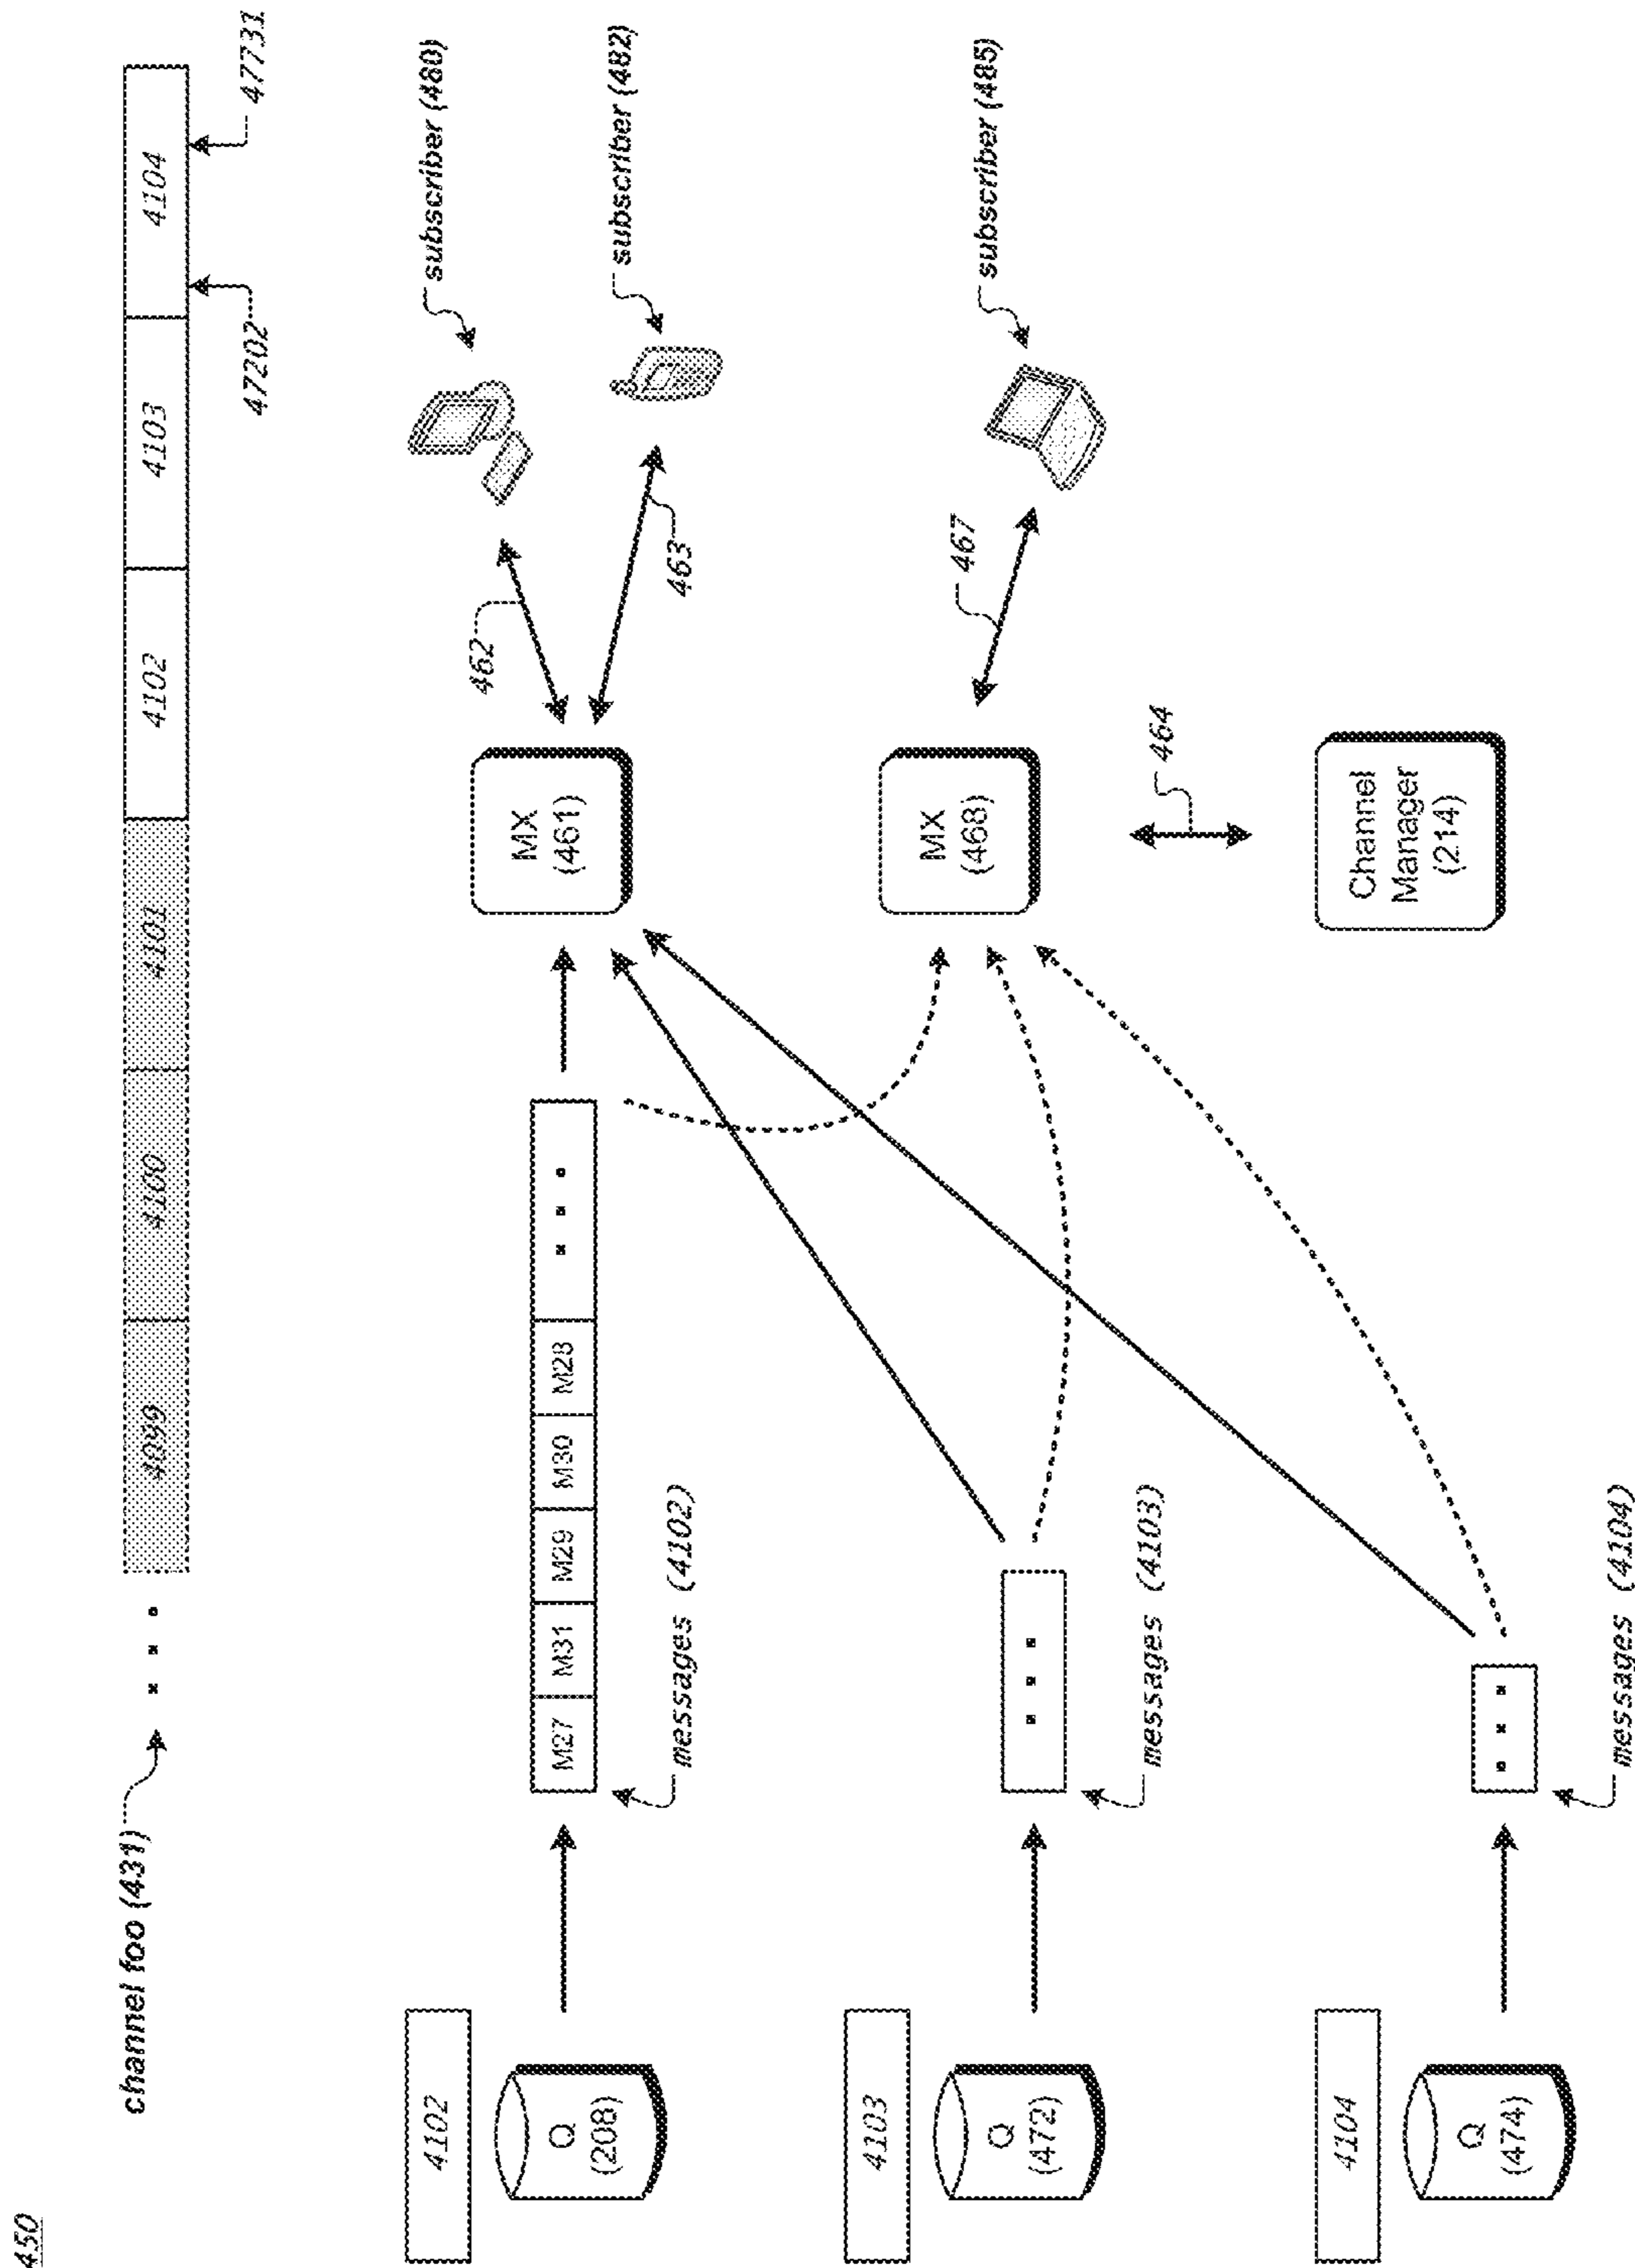 450
channel foo (431)
4099
4100
4101
4102
4103
4104
47202
47731
4102
Q
(208)
M27
M31
M29
M30
M28
messages (4102)
MX
(461)
462
463
subscriber (480)
subscriber (482)
4103
Q
(472)
messages (4103)
MX
(468)
467
subscriber (485)
464
4104
Q
(474)
messages (4104)
Channel
Manager
(214)